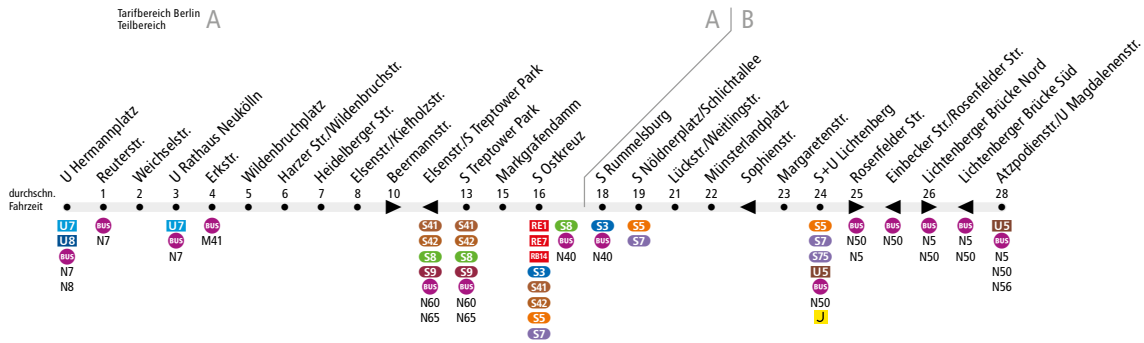 Tarifbereich Berlin
Teilbereich A
A B
U Hermannplatz
Reuterstr.
Weichselstr.
U Rathaus Neukölln
Erkstr.
Wildenbruchplatz
Harzer Str./Wildenbruchstr.
Heidelberger Str.
Elsenstr./Kiefholzstr.
Beermannstr.
Elsenstr./S Treptower Park
S Treptower Park
Markgrafendamm
S Ostkreuz
S Rummelsburg
S Nöldnerplatz/Schlichtallee
Lückstr./Weitlingstr.
Münsterlandplatz
Sophienstr.
Margaretenstr.
S+U Lichtenberg
Rosenfelder Str.
Einbecker Str./Rosenfelder Str.
Lichtenberger Brücke Nord
Lichtenberger Brücke Süd
Atzpodienstr./U Magdalenenstr.
durchschn.
Fahrzeit
1 2 3 4 5 6 7 8 10 13 15 16 18 19 21 22 23 24 25 26 28
U7
U8
BUS
N7
N8
BUS
N7
U7
BUS
N7
BUS
M41
S41
S42
S8
S9
BUS
N60
N65
S41
S42
S8
S9
BUS
N60
N65
RE1
RE7
RB14
S3
S41
S42
S5
S7
S8
BUS
N40
S3
BUS
N40
S5
S7
S5
S7
S75
U5
BUS
N50
J
BUS
N50
N5
BUS
N50
BUS
N5
N50
BUS
N5
N50
U5
BUS
N5
N50
N56